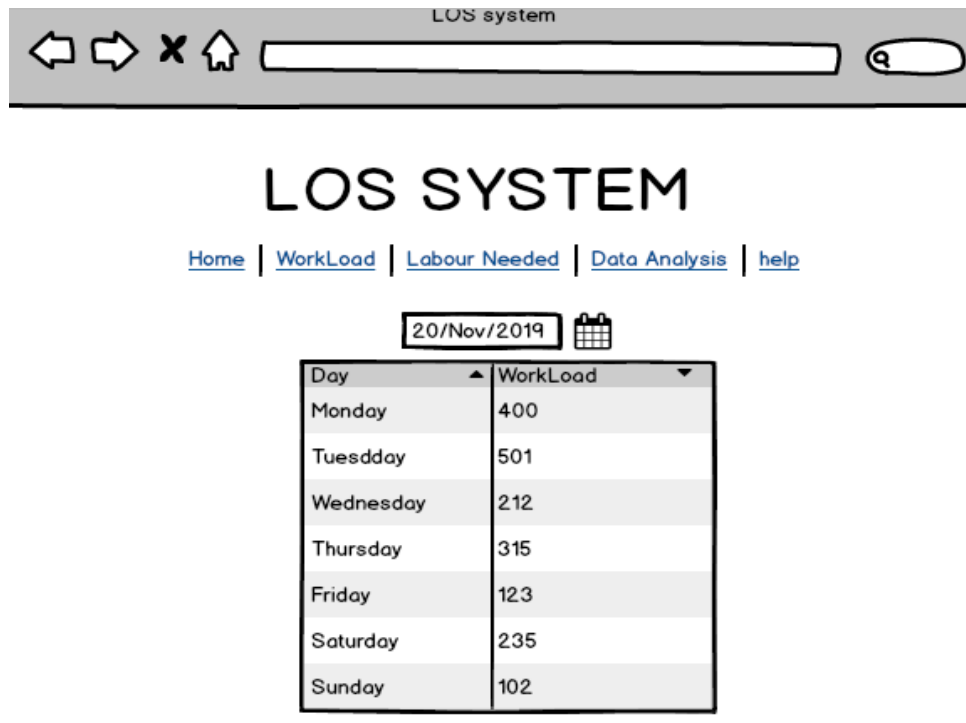 LOS system
LOS SYSTEM
Home | WorkLoad | Labour Needed | Data Analysis | help
20/Nov/2019
Day WorkLoad
Monday 400
Tuesdday 501
Wednesday 212
Thursday 315
Friday 123
Saturday 235
Sunday 102